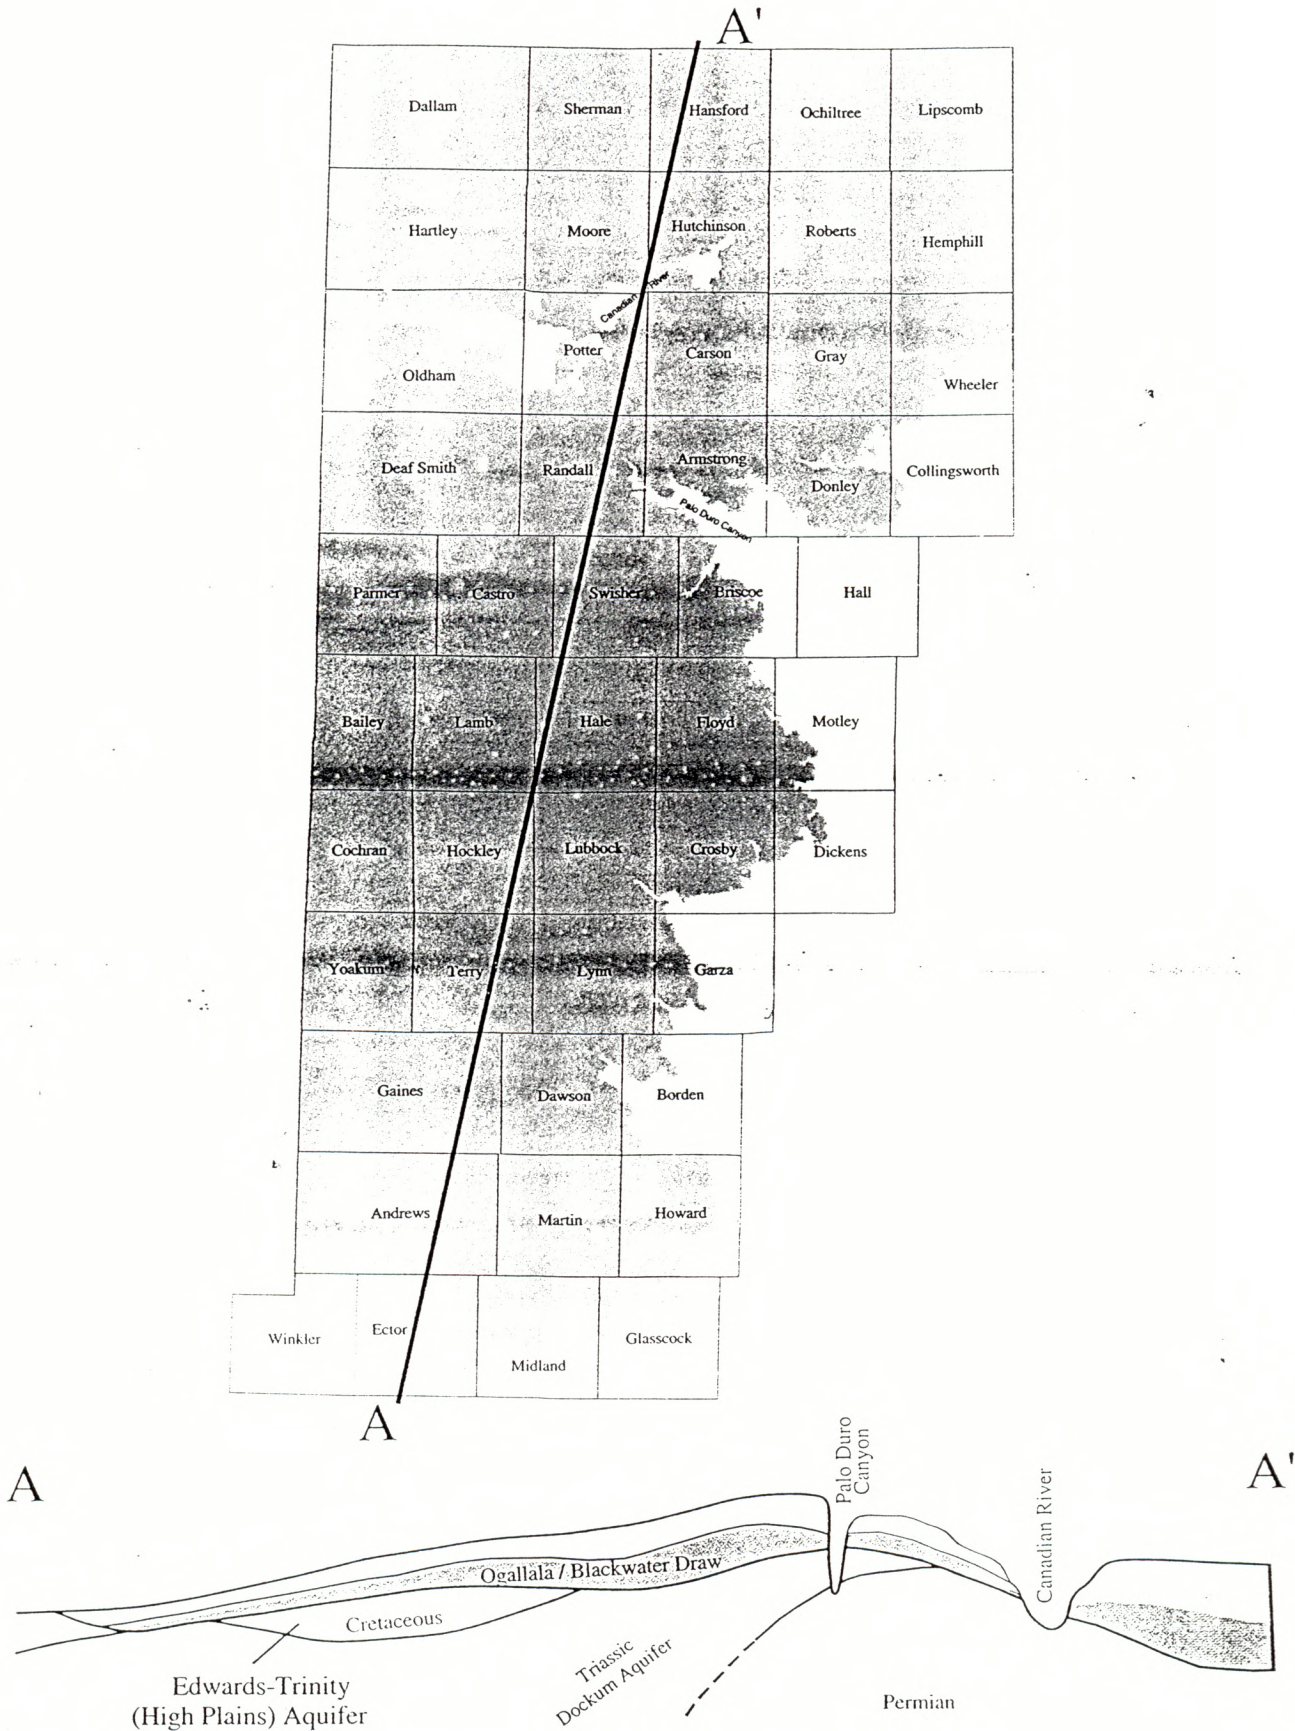 A'
Dallam
Sherman
Hansford
Ochiltree
Lipscomb
Hartley
Moore
Hutchinson
Roberts
Hemphill
Canadian River
Oldham
Potter
Carson
Gray
Wheeler
Deaf Smith
Randall
Armstrong
Donley
Collingsworth
Palo Duro Canyon
Parmer
Castro
Swisher
Briscoe
Hall
Bailey
Lamb
Hale
Floyd
Motley
Cochran
Hockley
Lubbock
Crosby
Dickens
Yoakum
Terry
Lynn
Garza
Gaines
Dawson
Borden
Andrews
Martin
Howard
Winkler
Ector
Midland
Glasscock
A
A
A'
Palo Duro
Canyon
Canadian River
Ogallala / Blackwater Draw
Cretaceous
Edwards-Trinity
(High Plains) Aquifer
Triassic
Dockum Aquifer
Permian